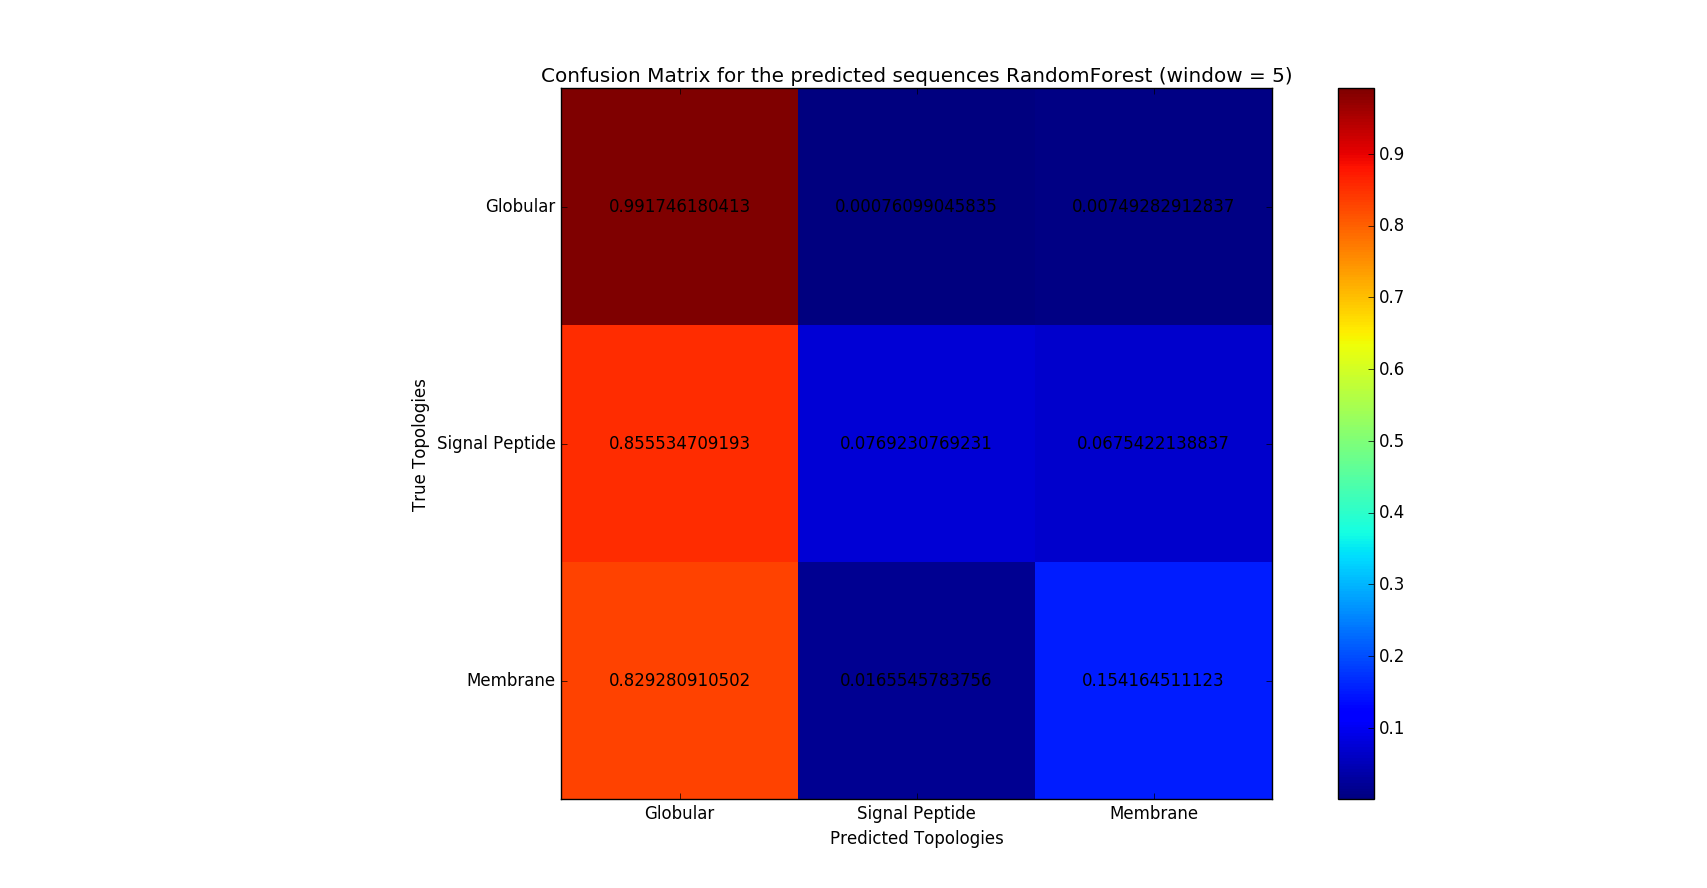 Confusion Matrix for the predicted sequences RandomForest (window = 5)
Globular
0.991746180413
0.00076099045835
0.00749282912837
Signal Peptide
0.855534709193
0.0769230769231
0.0675422138837
Membrane
0.829280910502
0.0165545783756
0.154164511123
True Topologies
Globular
Signal Peptide
Membrane
Predicted Topologies
0.9
0.8
0.7
0.6
0.5
0.4
0.3
0.2
0.1